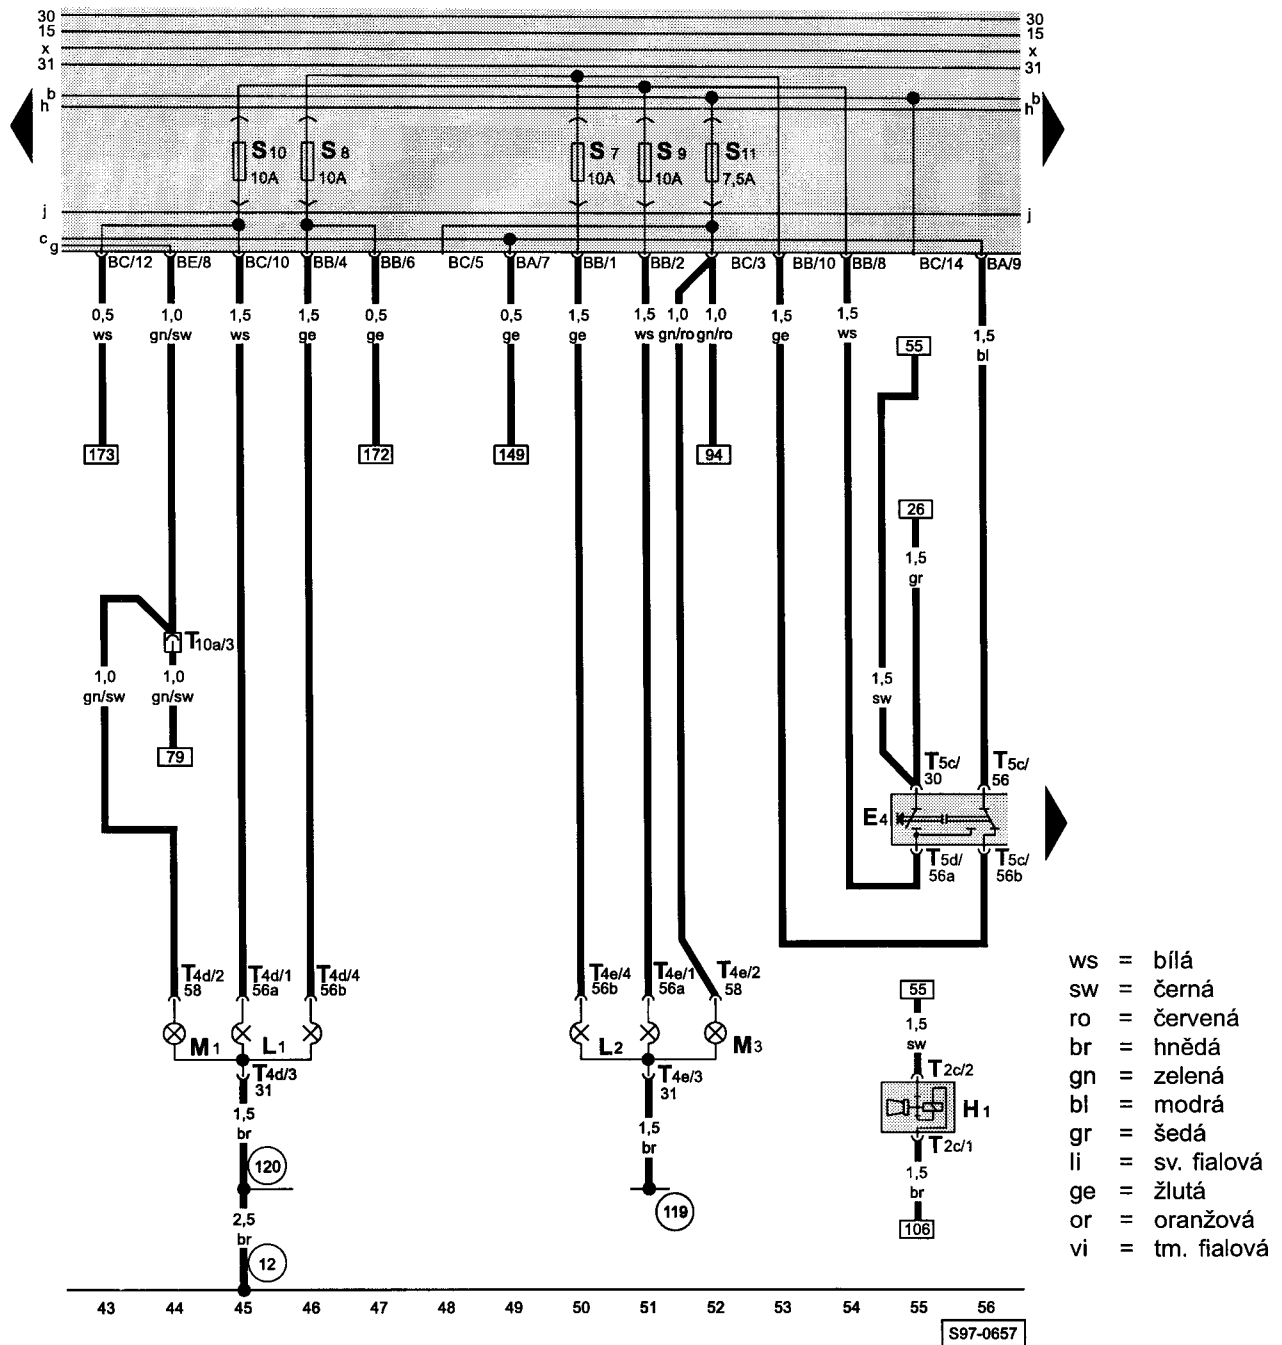 30 30
15 15
x x
31 31
b b
h h
S10 S8 S7 S9 S11
10A 10A 10A 10A 7,5A
j j
c
g
BC/12 BE/8 BC/10 BB/4 BB/6 BC/5 BA/7 BB/1 BB/2 BC/3 BB/10 BB/8 BC/14 BA/9
0,5 1,0 1,5 1,5 0,5 0,5 1,5 1,5 1,0 1,0 1,5 1,5 1,5
ws gn/sw ws ge ge ge ge ws gn/ro gn/ro ge ws bl
55
173 172 149 94
26
1,5
gr
T10a/3
1,0 1,0 1,5
gn/sw gn/sw sw
79
T5c/ T5c/
30 56
E4
T5d/ T5c/
56a 56b
T4d/2 T4d/1 T4d/4 T4e/4 T4e/1 T4e/2
58 56a 56b 56b 56a 58
M1 L1 L2 M3
T4d/3 T4e/3
31 31
1,5 1,5
br br
120
119
2,5
br
12
55
1,5
sw
T2c/2
H1
T2c/1
1,5
br
106
ws = bílá
sw = černá
ro = červená
br = hnědá
gn = zelená
bl = modrá
gr = šedá
li = sv. fialová
ge = žlutá
or = oranžová
vi = tm. fialová
43 44 45 46 47 48 49 50 51 52 53 54 55 56
S97-0657